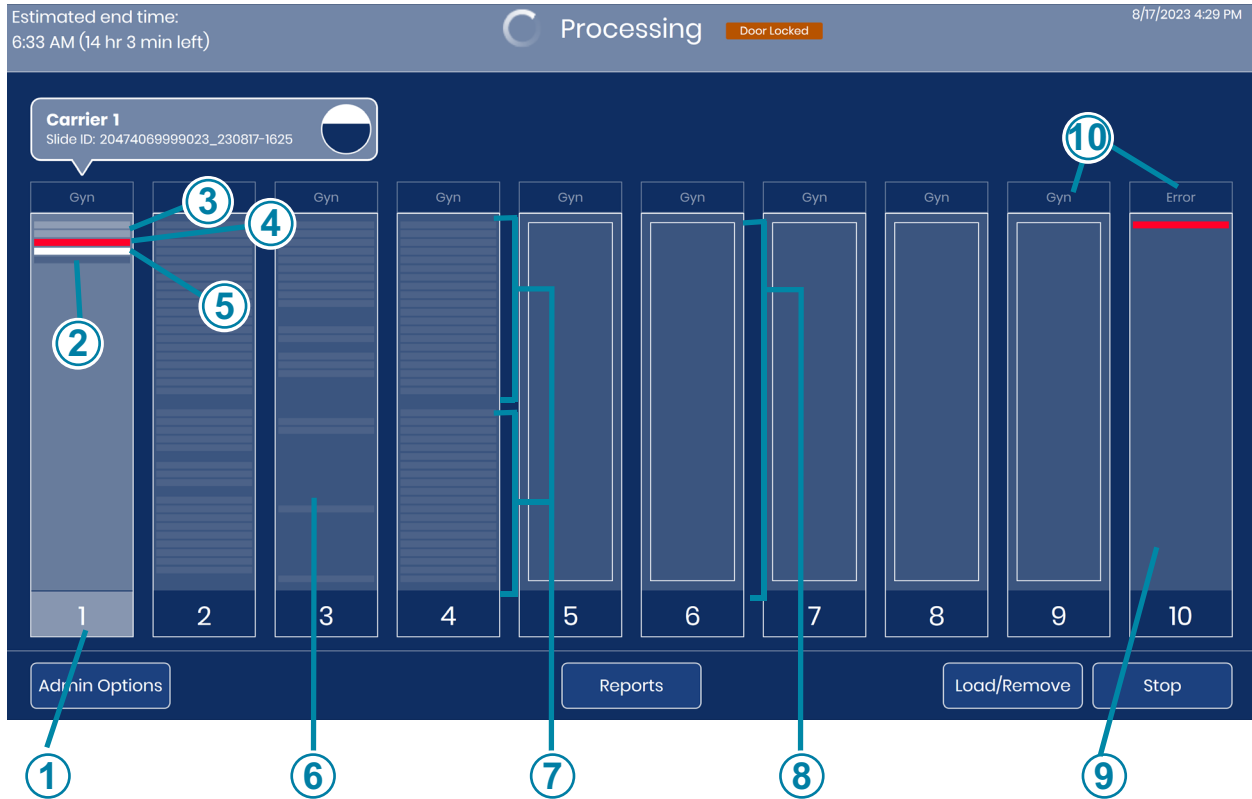 Estimated end time:
6:33 AM (14 hr 3 min left)
Processing
Door Locked
8/17/2023 4:29 PM
Carrier 1
Slide ID: 20474069999023_230817-1625
10
Gyn
Gyn
Gyn
Gyn
Gyn
Gyn
Gyn
Error
3
4
5
2
1
2
3
4
5
6
7
8
9
10
Admin Options
Reports
Load/Remove
Stop
1
6
7
8
9